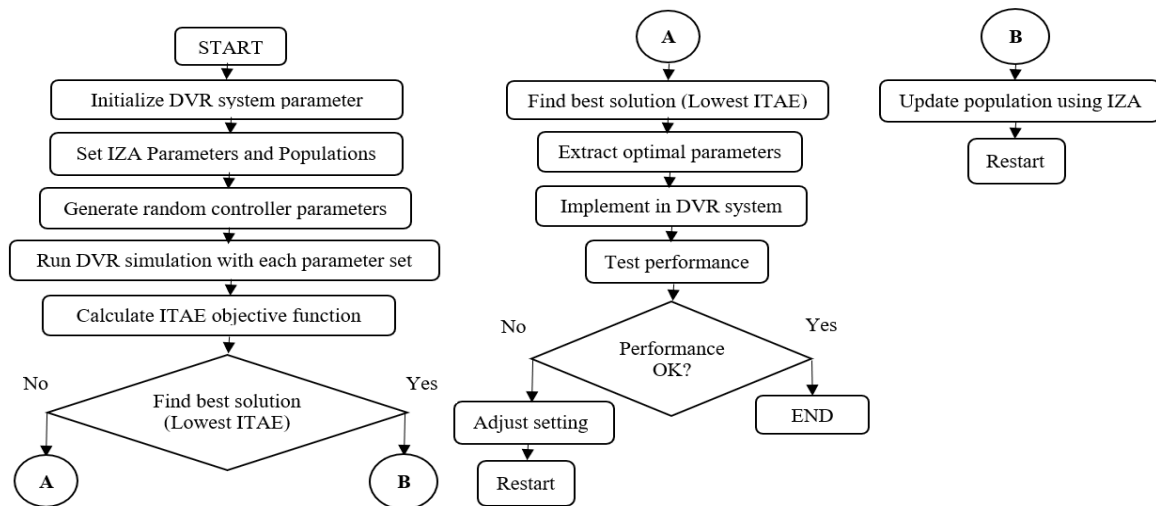 START
Initialize DVR system parameter
Set IZA Parameters and Populations
Generate random controller parameters
Run DVR simulation with each parameter set
Calculate ITAE objective function
No
Yes
Find best solution
(Lowest ITAE)
A
B
A
Find best solution (Lowest ITAE)
Extract optimal parameters
Implement in DVR system
Test performance
No
Yes
Performance
OK?
Adjust setting
END
Restart
B
Update population using IZA
Restart